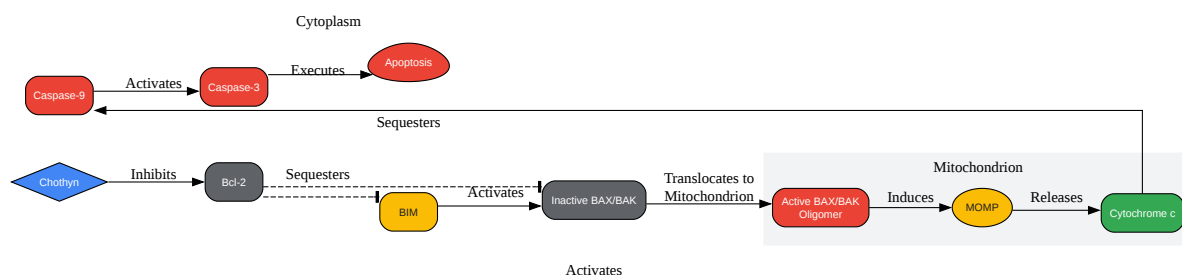 Cytoplasm
Apoptosis
Executes
Activates
Caspase-3
Caspase-9
Sequesters
Chothyn
Inhibits
Bcl-2
Sequesters
BIM
Activates
Inactive BAX/BAK
Translocates to
Mitochondrion
Mitochondrion
Active BAX/BAK
Oligomer
Induces
MOMP
Releases
Cytochrome c
Activates